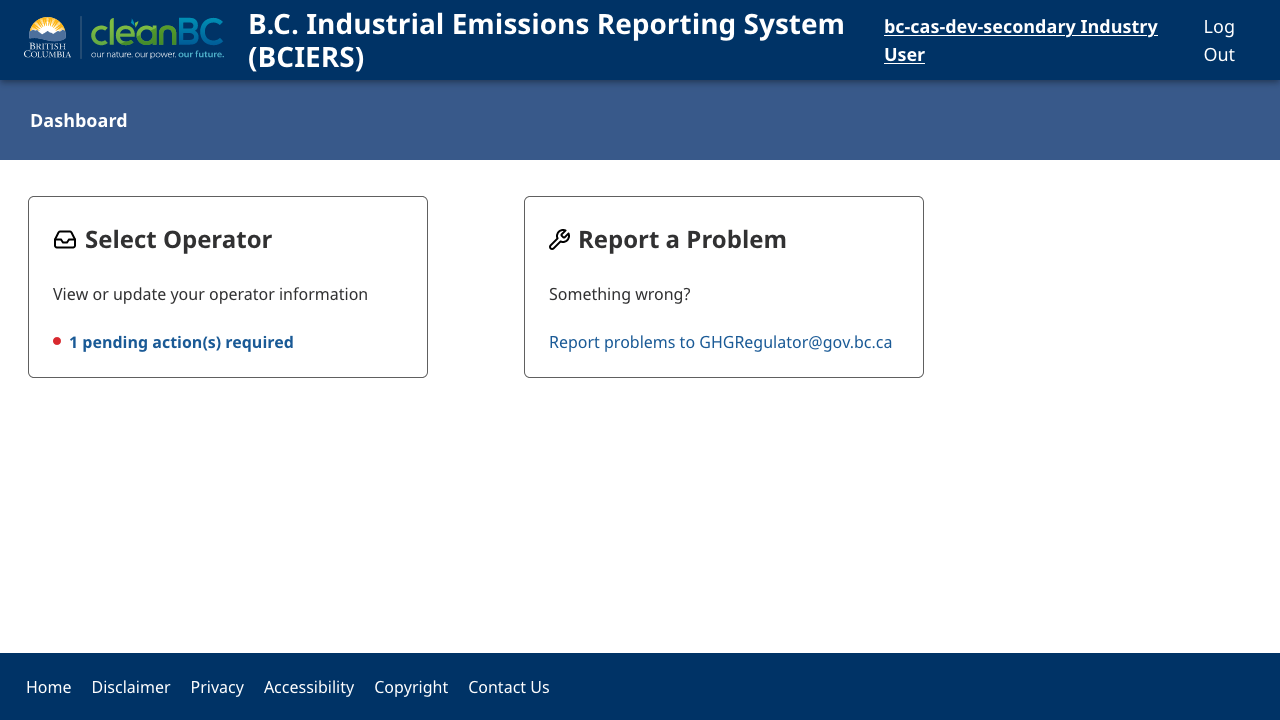 BRITISH
COLUMBIA
cleanBC
our nature. our power. our future.
B.C. Industrial Emissions Reporting System
(BCIERS)
bc-cas-dev-secondary Industry
User
Log
Out
Dashboard
Select Operator
View or update your operator information
1 pending action(s) required
Report a Problem
Something wrong?
Report problems to GHGRegulator@gov.bc.ca
Home Disclaimer Privacy Accessibility Copyright Contact Us